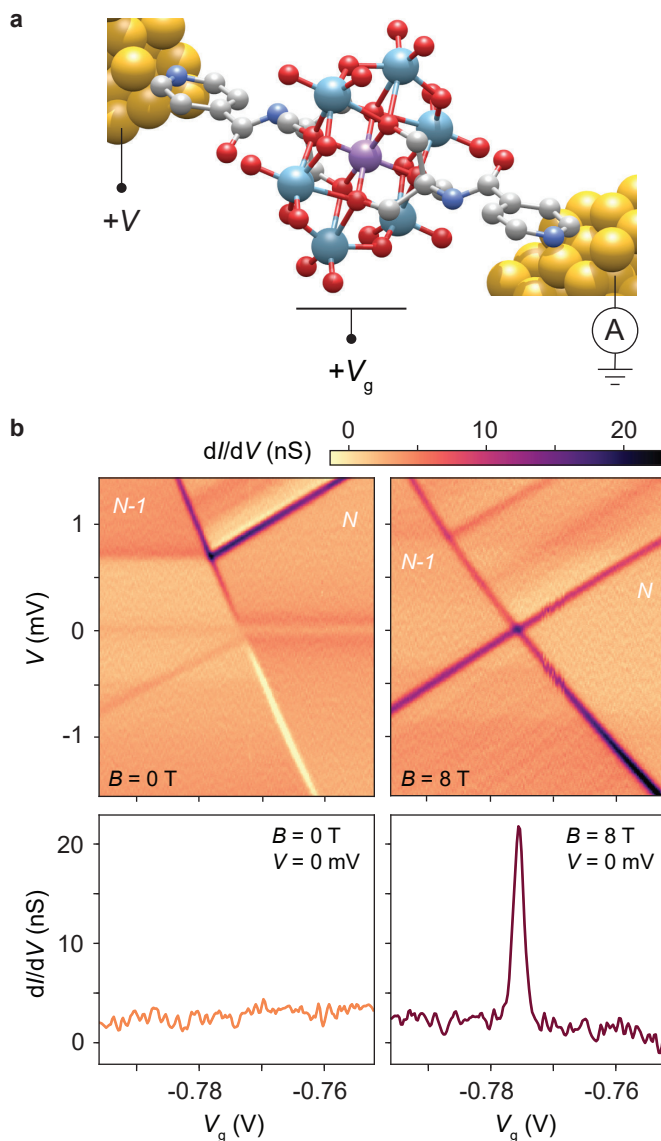 a
+V
+Vg
A
b
dI/dV (nS)
0 10 20
N-1 N
N-1 N
V (mV)
1
0
-1
B = 0 T
B = 8 T
dI/dV (nS)
20
10
0
B = 0 T
V = 0 mV
B = 8 T
V = 0 mV
-0.78 -0.76
-0.78 -0.76
Vg (V)
Vg (V)